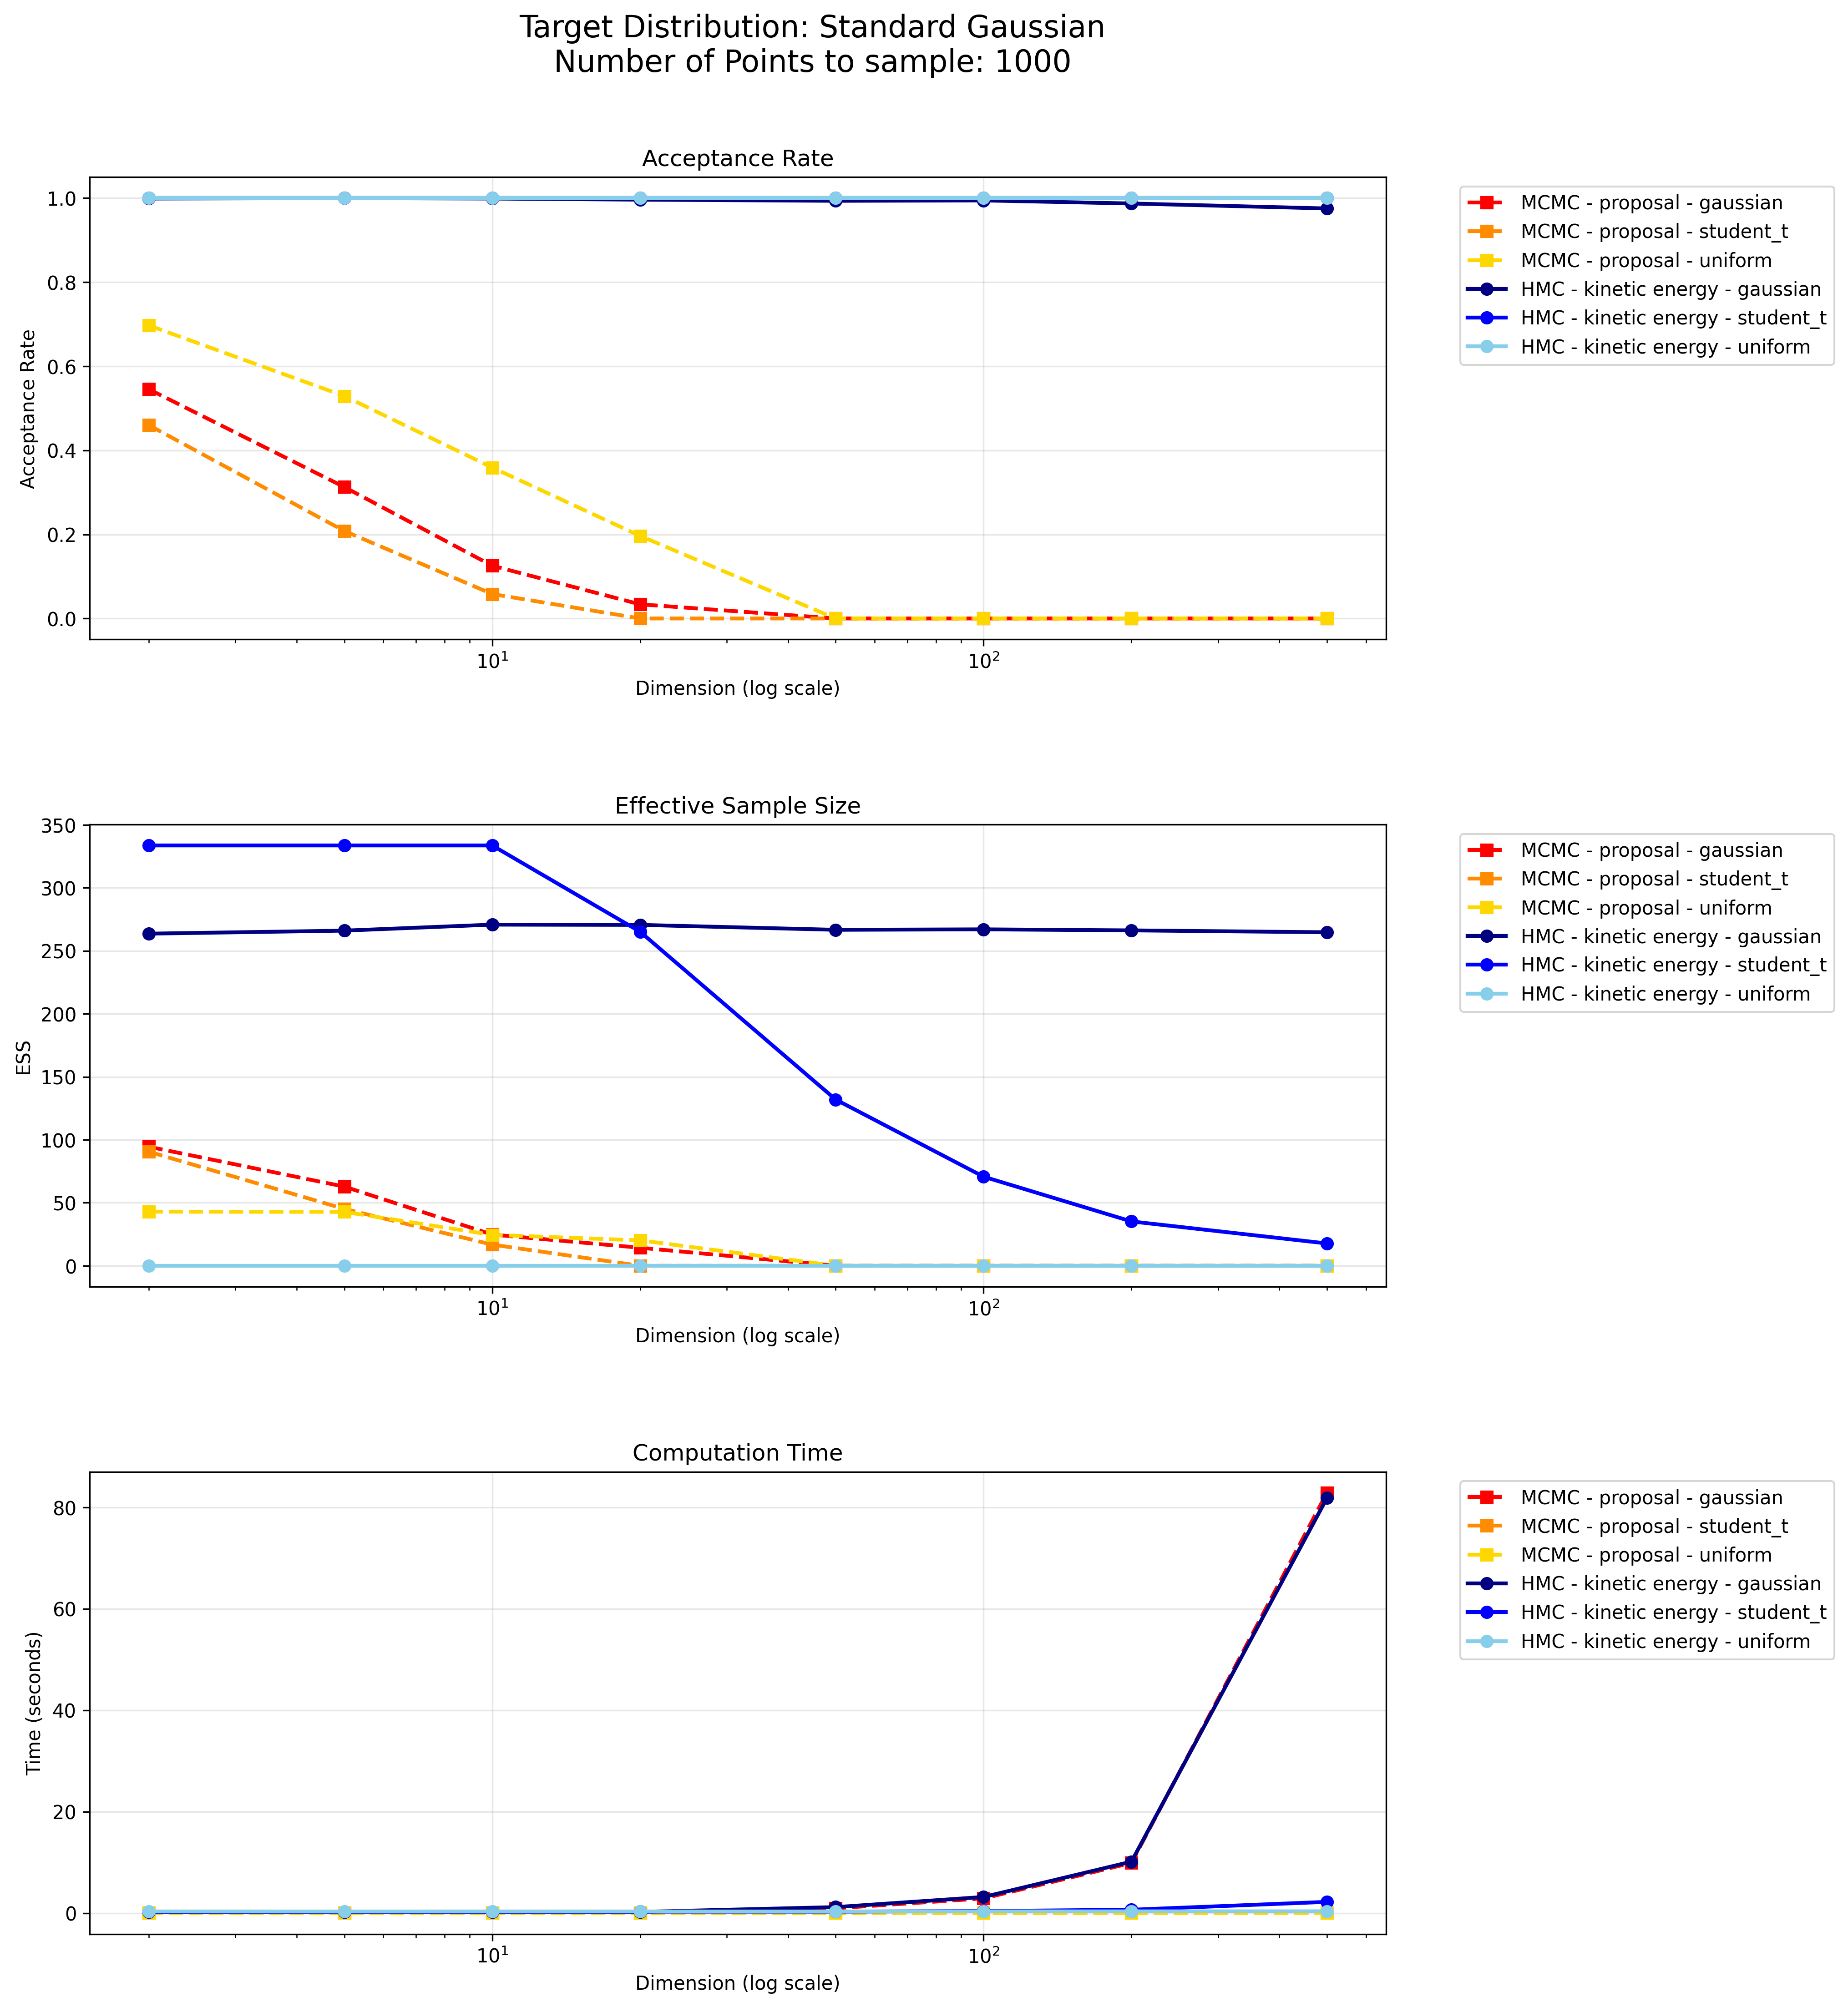 Target Distribution: Standard Gaussian
Number of Points to sample: 1000
Acceptance Rate
Acceptance Rate
1.0
0.8
0.6
0.4
0.2
0.0
10¹
10²
Dimension (log scale)
MCMC - proposal - gaussian
MCMC - proposal - student_t
MCMC - proposal - uniform
HMC - kinetic energy - gaussian
HMC - kinetic energy - student_t
HMC - kinetic energy - uniform
Effective Sample Size
ESS
350
300
250
200
150
100
50
0
10¹
10²
Dimension (log scale)
MCMC - proposal - gaussian
MCMC - proposal - student_t
MCMC - proposal - uniform
HMC - kinetic energy - gaussian
HMC - kinetic energy - student_t
HMC - kinetic energy - uniform
Computation Time
Time (seconds)
80
60
40
20
0
10¹
10²
Dimension (log scale)
MCMC - proposal - gaussian
MCMC - proposal - student_t
MCMC - proposal - uniform
HMC - kinetic energy - gaussian
HMC - kinetic energy - student_t
HMC - kinetic energy - uniform